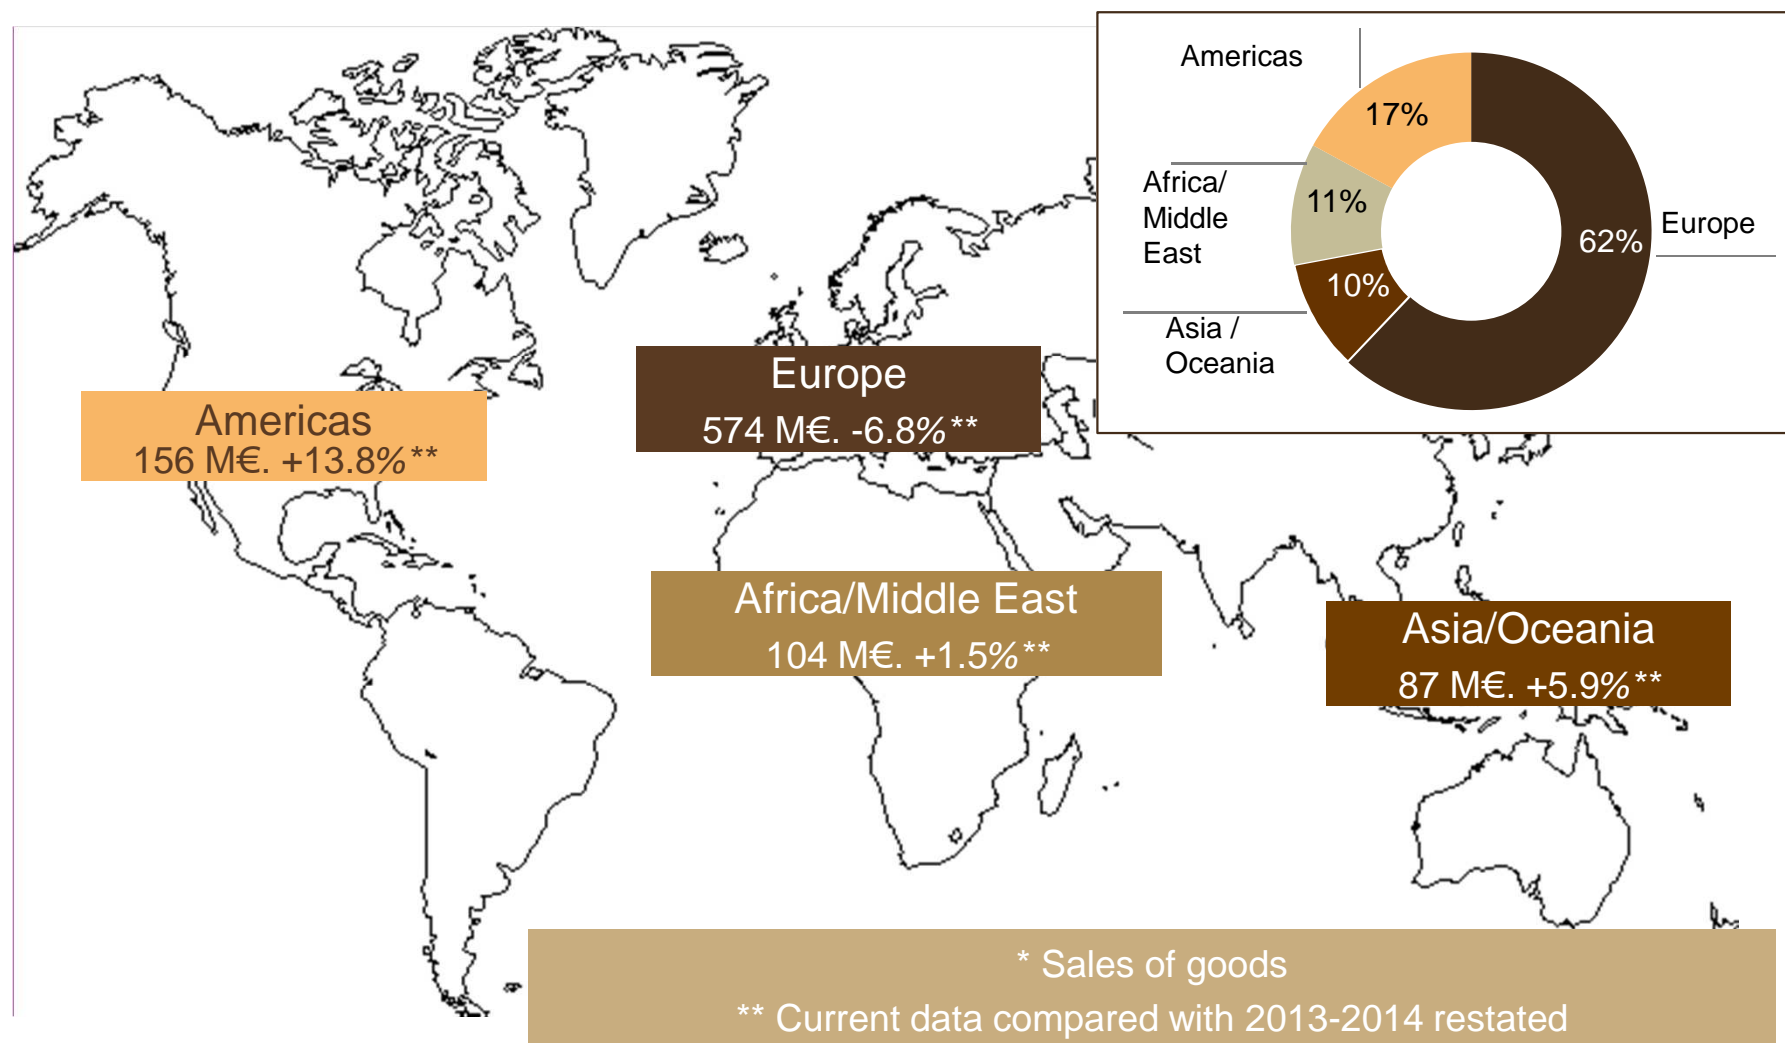 Americas
17%
Africa/
Middle
East
11%
62%
Europe
10%
Asia /
Oceania
Europe
574 M€. -6.8%**
Americas
156 M€. +13.8%**
Africa/Middle East
104 M€. +1.5%**
Asia/Oceania
87 M€. +5.9%**
* Sales of goods
** Current data compared with 2013-2014 restated